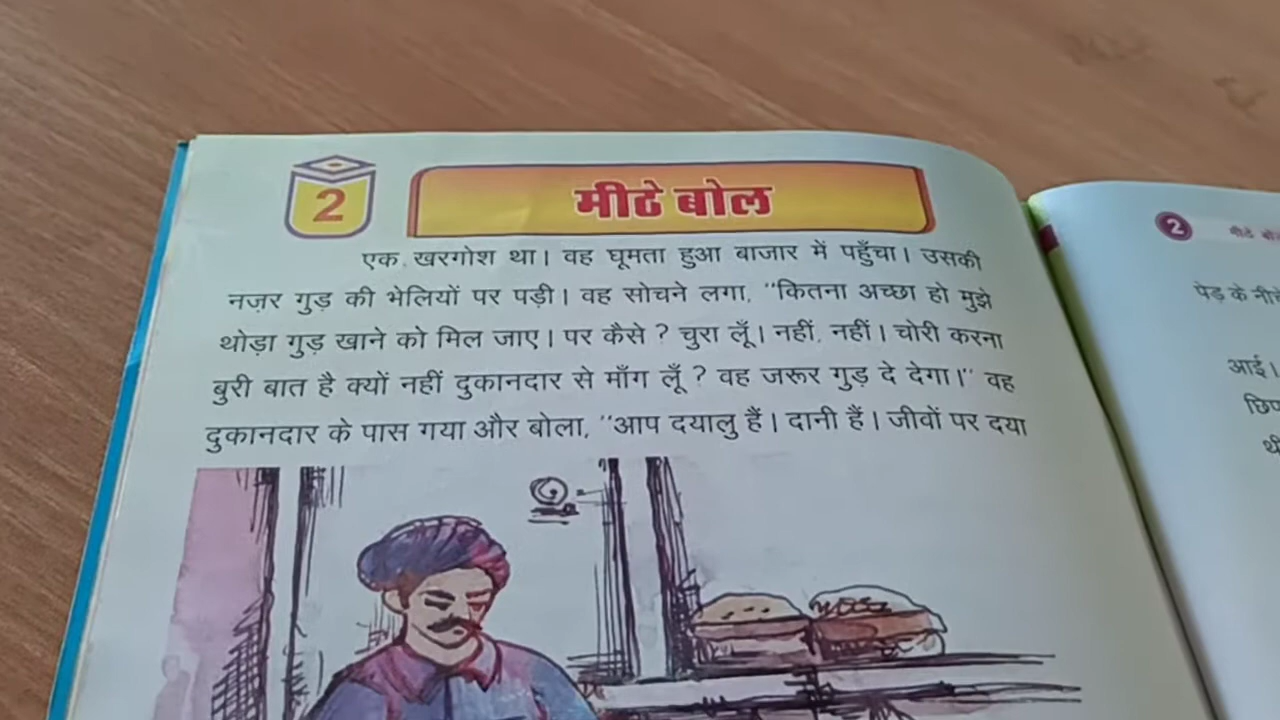 2
मीठे बोल
एक खरगोश था। वह घूमता हुआ बाजार में पहुँचा। उसकी
नज़र गुड़ की भेलियों पर पड़ी। वह सोचने लगा, "कितना अच्छा हो मुझे
थोड़ा गुड़ खाने को मिल जाए। पर कैसे ? चुरा लूँ। नहीं, नहीं। चोरी करना
बुरी बात है क्यों नहीं दुकानदार से माँग लूँ ? वह जरूर गुड़ दे देगा।" वह
दुकानदार के पास गया और बोला, "आप दयालु हैं। दानी हैं। जीवों पर दया
2 मीठे
पेड़ के
आई।